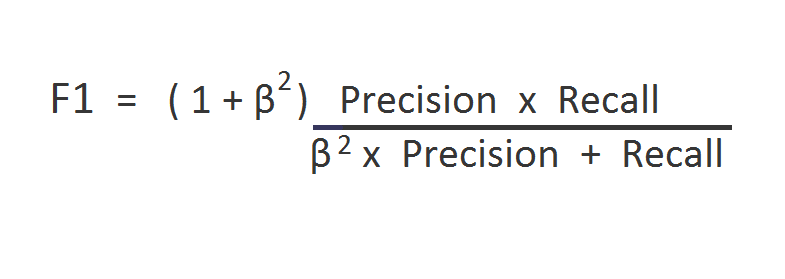 F1 = ( 1 + β²) Precision x Recall
β² x Precision + Recall